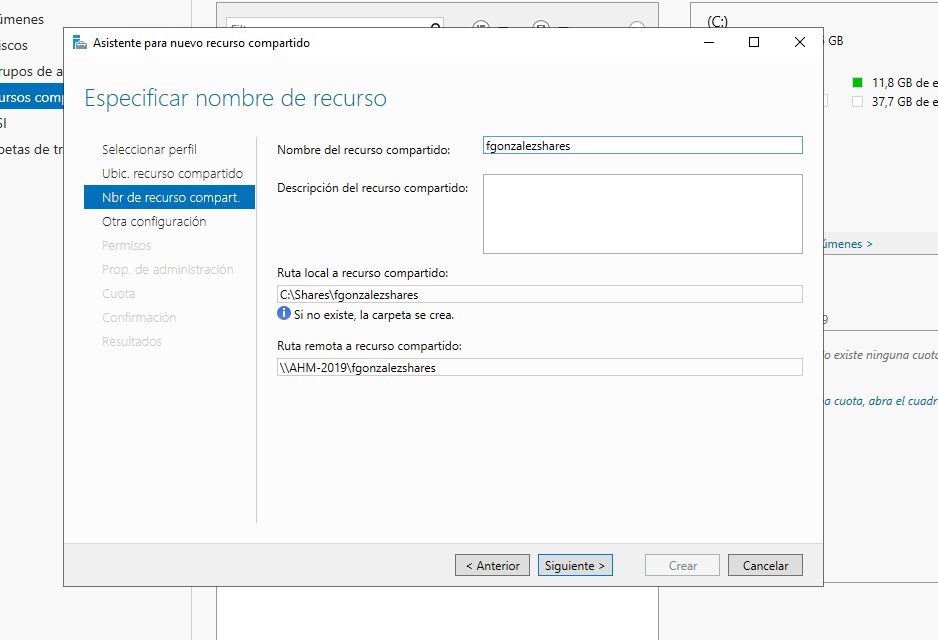 Asistente para nuevo recurso compartido
Especificar nombre de recurso
Seleccionar perfil
Ubic. recurso compartido
Nbr de recurso compart.
Otra configuración
Permisos
Prop. de administración
Cuota
Confirmación
Resultados
Nombre del recurso compartido:
fgonzalezshares
Descripción del recurso compartido:
Ruta local a recurso compartido:
C:\Shares\fgonzalezshares
Si no existe, la carpeta se crea.
Ruta remota a recurso compartido:
\\AHM-2019\fgonzalezshares
< Anterior
Siguiente >
Crear
Cancelar
(C:)
GB
11,8 GB de e
37,7 GB de e
úmenes >
o existe ninguna cuota
a cuota, abra el cuadr
úmenes
iscos
rupos de a
ursos comp
SI
petas de tr